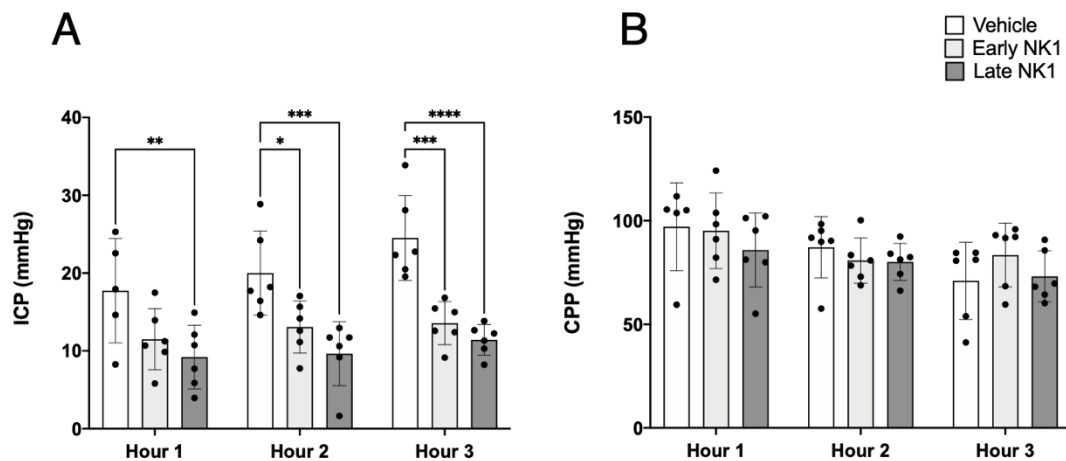 A
B
Vehicle
Early NK1
Late NK1
ICP (mmHg)
40
30
20
10
0
**
*
***
***
****
Hour 1
Hour 2
Hour 3
CPP (mmHg)
150
100
50
0
Hour 1
Hour 2
Hour 3